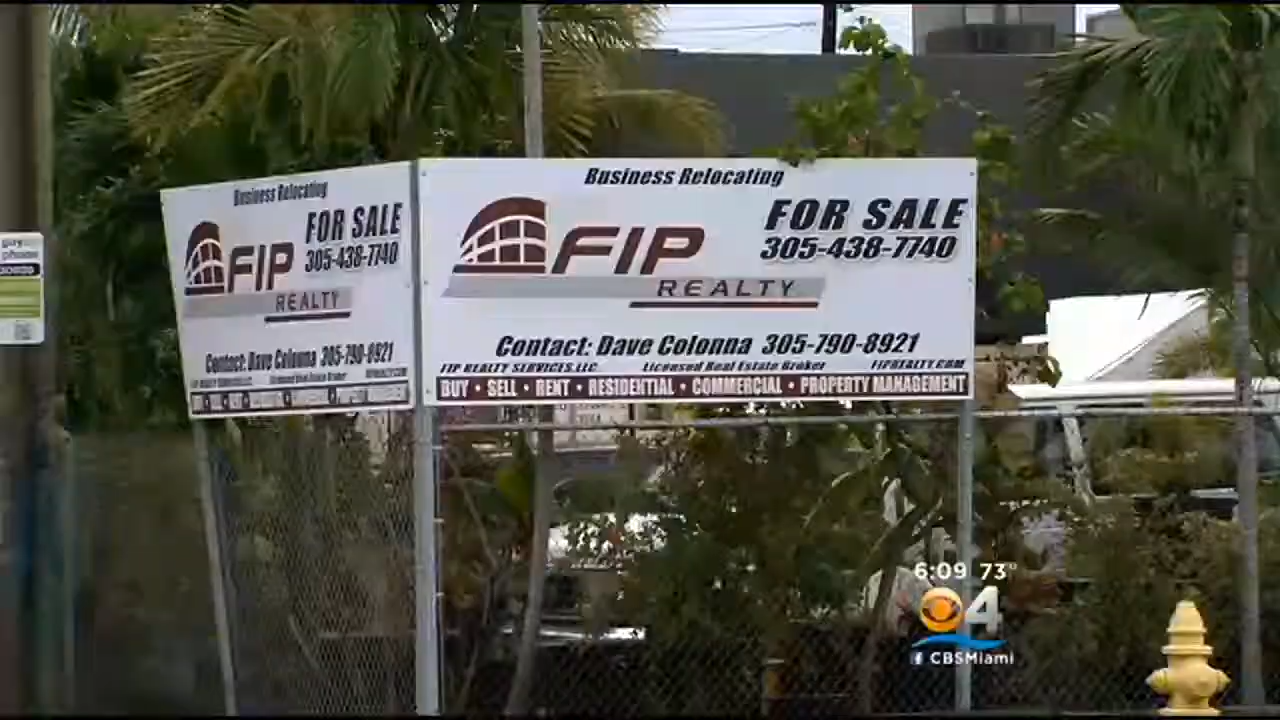 Business Relocating
FIP
REALTY
FOR SALE
305-438-7740
Contact: Dave Colonna 305-790-8921
Business Relocating
FIP
REALTY
FOR SALE
305-438-7740
Contact: Dave Colonna 305-790-8921
FIP REALTY SERVICES, LLC. Licensed Real Estate Broker FIPREALTY.COM
BUY • SELL • RENT • RESIDENTIAL • COMMERCIAL • PROPERTY MANAGEMENT
6:09 73°
4
CBSMiami